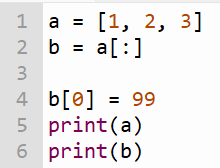 1 a = [1, 2, 3]
2 b = a[:]
3
4 b[0] = 99
5 print(a)
6 print(b)